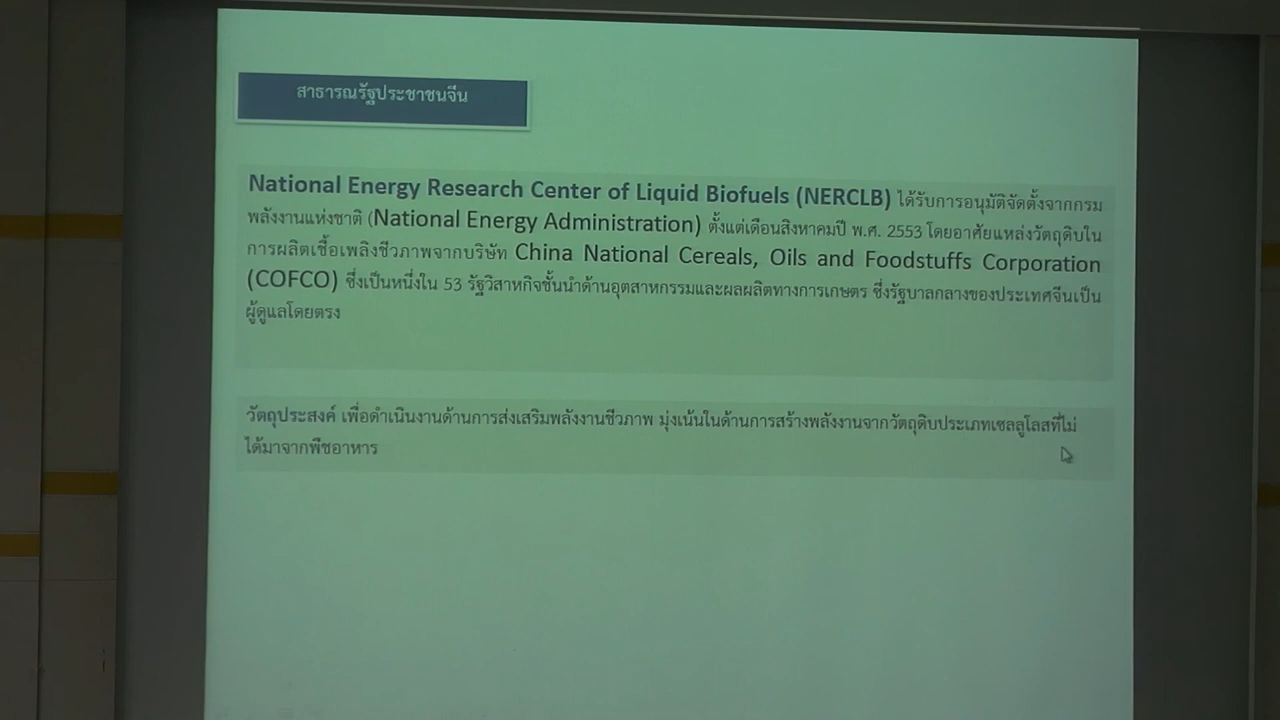 สาธารณรัฐประชาชนจีน
National Energy Research Center of Liquid Biofuels (NERCLB) ได้รับการอนุมัติจัดตั้งจากกรม
พลังงานแห่งชาติ (National Energy Administration) ตั้งแต่เดือนสิงหาคมปี พ.ศ. 2553 โดยอาศัยแหล่งวัตถุดิบใน
การผลิตเชื้อเพลิงชีวภาพจากบริษัท China National Cereals, Oils and Foodstuffs Corporation
(COFCO) ซึ่งเป็นหนึ่งใน 53 รัฐวิสาหกิจชั้นนำด้านอุตสาหกรรมและผลผลิตทางการเกษตร ซึ่งรัฐบาลกลางของประเทศจีนเป็น
ผู้ดูแลโดยตรง
วัตถุประสงค์ เพื่อดำเนินงานด้านการส่งเสริมพลังงานชีวภาพ มุ่งเน้นในด้านการสร้างพลังงานจากวัตถุดิบประเภทเซลลูโลสที่ไม่
ได้มาจากพืชอาหาร